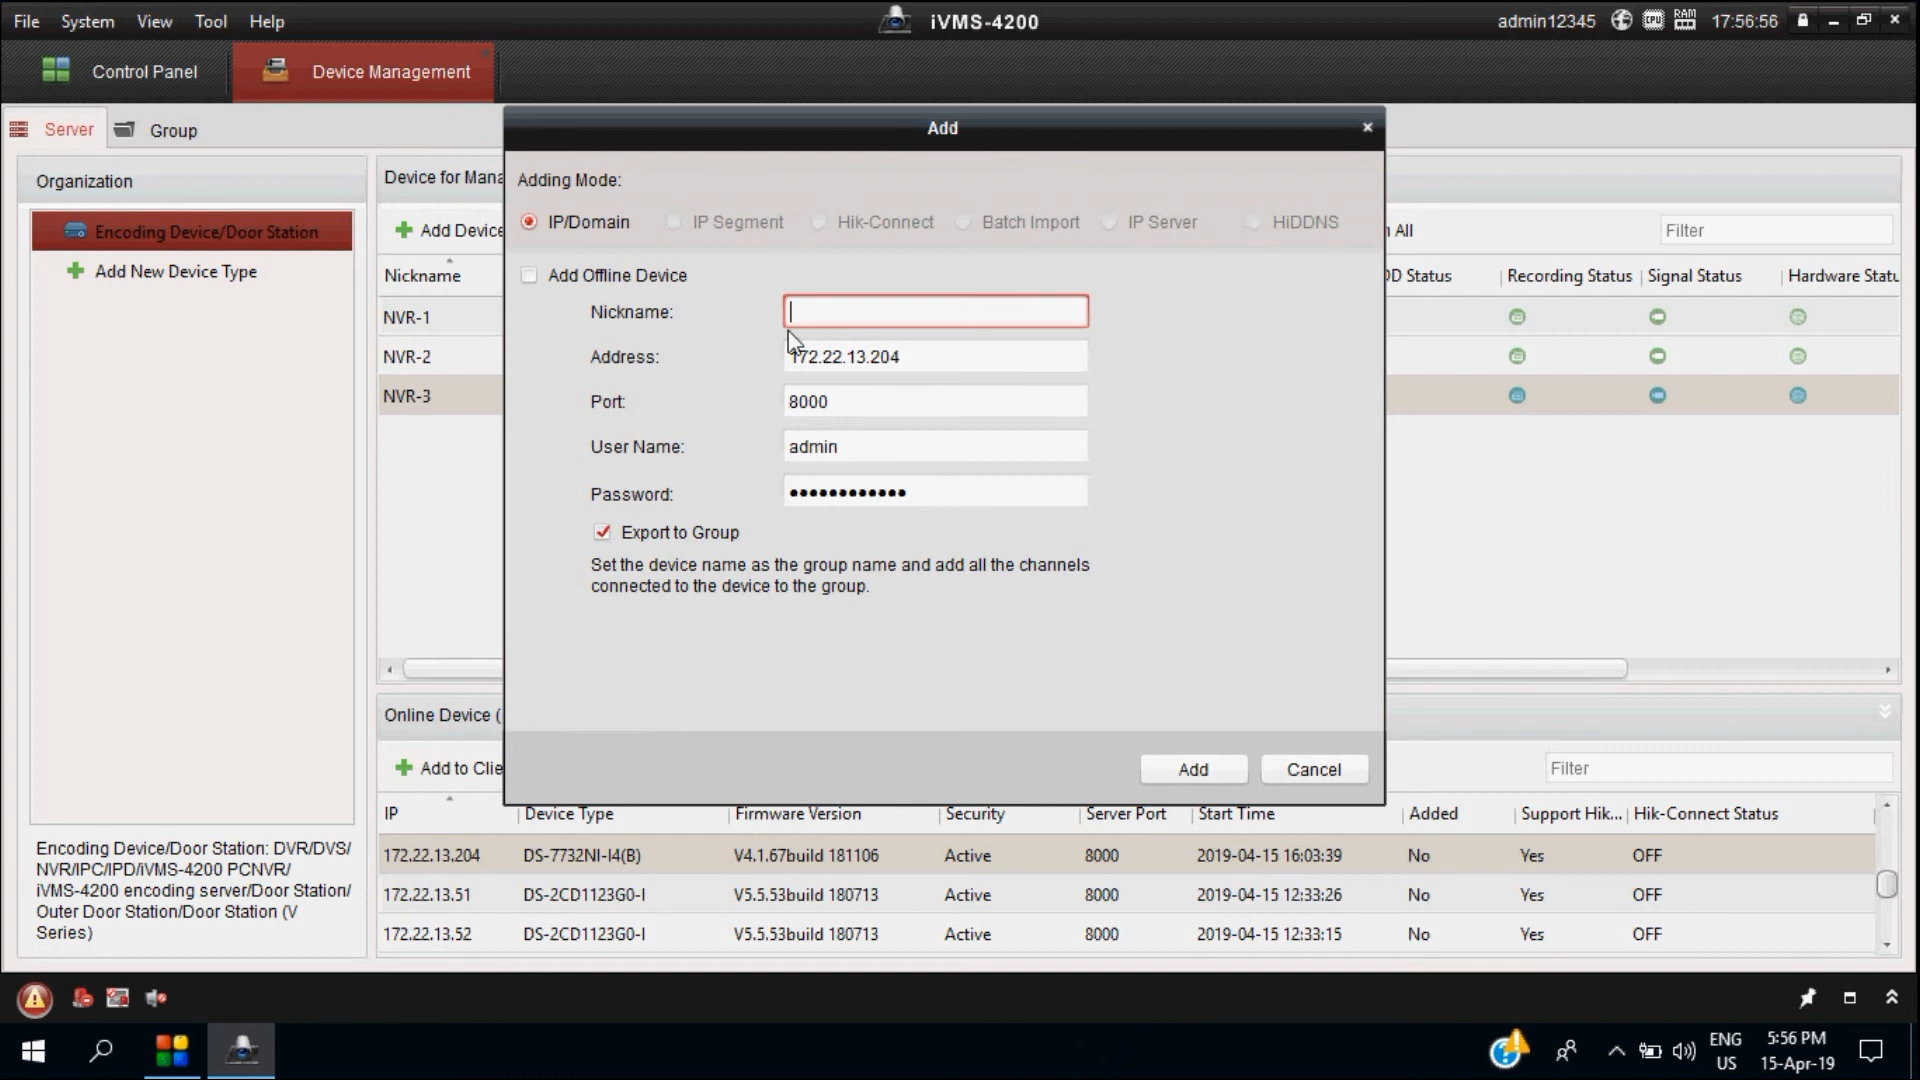 File System View Tool Help
iVMS-4200
admin12345 CPU RAM 17:56:56
Control Panel
Device Management
Server
Group
Organization
Encoding Device/Door Station
Add New Device Type
Encoding Device/Door Station: DVR/DVS/
NVR/IPC/IPD/iVMS-4200 PCNVR/
iVMS-4200 encoding server/Door Station/
Outer Door Station/Door Station (V
Series)
Device for Mana
Add Device
All
Filter
Nickname
D Status Recording Status Signal Status Hardware Statu
NVR-1
NVR-2
NVR-3
Add
Adding Mode:
IP/Domain IP Segment Hik-Connect Batch Import IP Server HiDDNS
Add Offline Device
Nickname:
Address: 172.22.13.204
Port: 8000
User Name: admin
Password: ••••••••••••
Export to Group
Set the device name as the group name and add all the channels
connected to the device to the group.
Add Cancel
Online Device (
Add to Clie
Filter
IP Device Type Firmware Version Security Server Port Start Time Added Support Hik... Hik-Connect Status
172.22.13.204 DS-7732NI-I4(B) V4.1.67build 181106 Active 8000 2019-04-15 16:03:39 No Yes OFF
172.22.13.51 DS-2CD1123G0-I V5.5.53build 180713 Active 8000 2019-04-15 12:33:26 No Yes OFF
172.22.13.52 DS-2CD1123G0-I V5.5.53build 180713 Active 8000 2019-04-15 12:33:15 No Yes OFF
ENG
US
5:56 PM
15-Apr-19